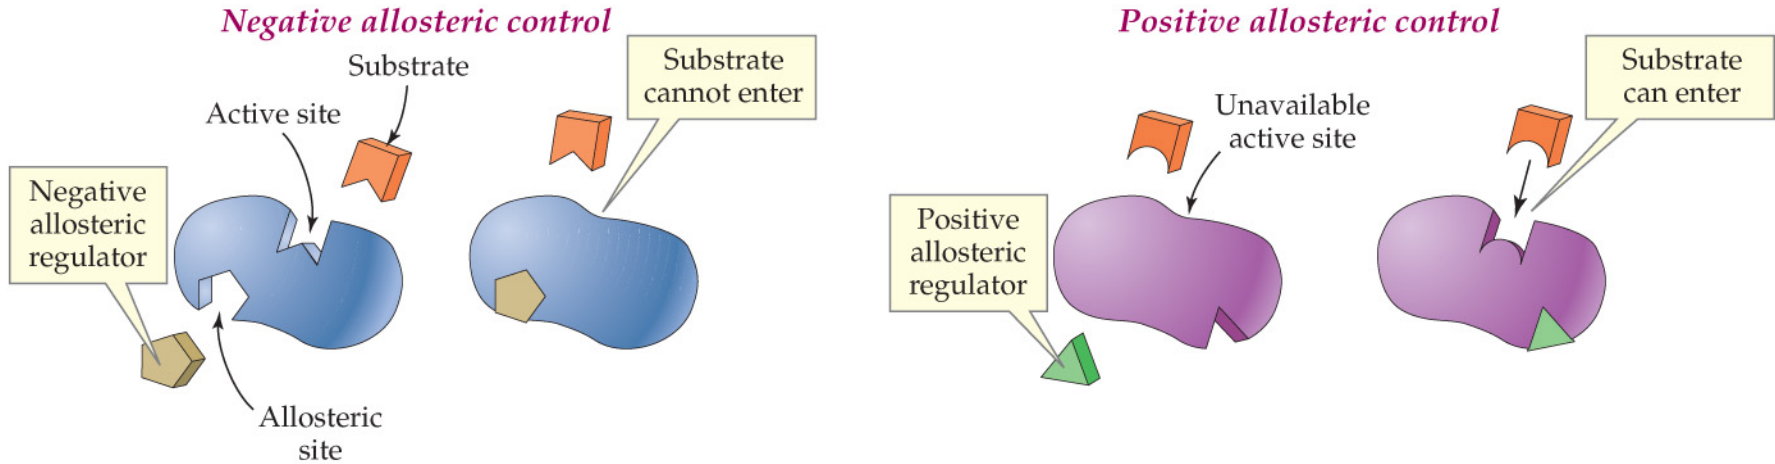 Negative allosteric control
Substrate
Active site
Substrate
cannot enter
Negative
allosteric
regulator
Allosteric
site
Positive allosteric control
Unavailable
active site
Substrate
can enter
Positive
allosteric
regulator